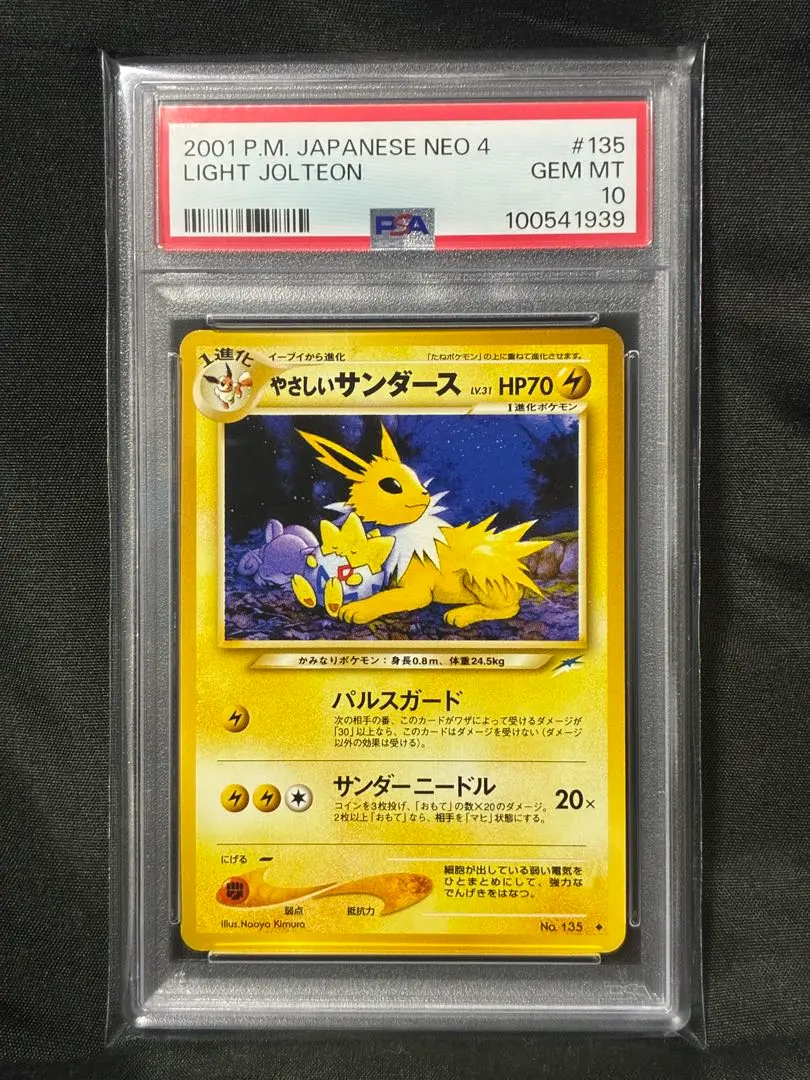 2001 P.M. JAPANESE NEO 4 #135
LIGHT JOLTEON GEM MT
10
PSA 100541939
1進化 イーブイから進化 「たねポケモン」の上に重ねて進化させます。
やさしいサンダース LV.31 HP70
1進化ポケモン
かみなりポケモン：身長0.8m、体重24.5kg
パルスガード
次の相手の番、このカードがワザによって受けるダメージが
「30」以上なら、このカードはダメージを受けない（ダメージ
以外の効果は受ける）。
サンダーニードル 20×
コインを3枚投げ、「おもて」の数×20のダメージ。
2枚以上「おもて」なら、相手を「マヒ」状態にする。
にげる
細胞が出している弱い電気を
ひとまとめにして、強力な
でんげきをはなつ。
弱点 抵抗力
Illus.Naoyo Kimura No. 135